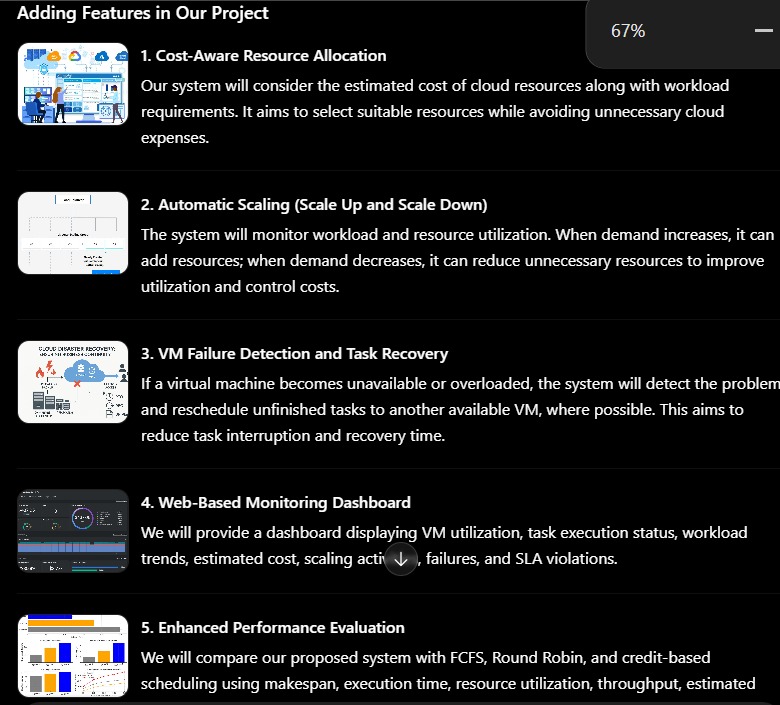 Adding Features in Our Project
67%
1. Cost-Aware Resource Allocation
Our system will consider the estimated cost of cloud resources along with workload
requirements. It aims to select suitable resources while avoiding unnecessary cloud
expenses.
2. Automatic Scaling (Scale Up and Scale Down)
The system will monitor workload and resource utilization. When demand increases, it can
add resources; when demand decreases, it can reduce unnecessary resources to improve
utilization and control costs.
CLOUD DISASTER RECOVERY:
3. VM Failure Detection and Task Recovery
If a virtual machine becomes unavailable or overloaded, the system will detect the problem
and reschedule unfinished tasks to another available VM, where possible. This aims to
reduce task interruption and recovery time.
4. Web-Based Monitoring Dashboard
We will provide a dashboard displaying VM utilization, task execution status, workload
trends, estimated cost, scaling acti , failures, and SLA violations.
5. Enhanced Performance Evaluation
We will compare our proposed system with FCFS, Round Robin, and credit-based
scheduling using makespan, execution time, resource utilization, throughput, estimated